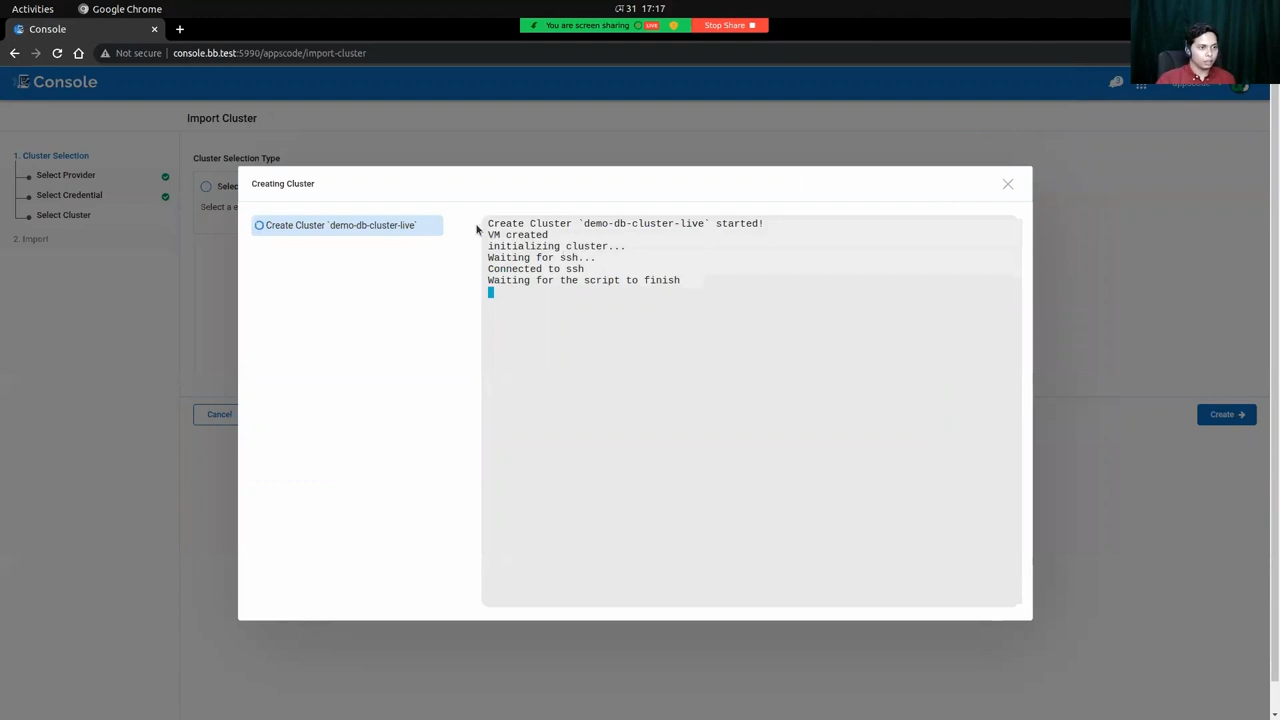 Activities
Google Chrome
মে 31 17:17
Console
You are screen sharing
LIVE
Stop Share
Not secure
console.bb.test:5990/appscode/import-cluster
Console
3
Import Cluster
1. Cluster Selection
Select Provider
Select Credential
Select Cluster
2. Import
Cluster Selection Type
Select a
Cancel
Create
Creating Cluster
Create Cluster `demo-db-cluster-live`
Create Cluster `demo-db-cluster-live` started!
VM created
initializing cluster...
Waiting for ssh...
Connected to ssh
Waiting for the script to finish